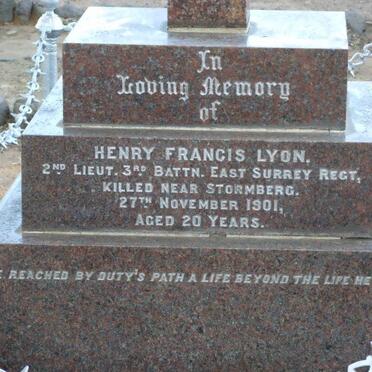 In
Loving Memory
of
HENRY FRANCIS LYON.
2ND LIEUT. 3RD BATTN. EAST SURREY REGT,
KILLED NEAR STORMBERG.
27TH NOVEMBER 1901,
AGED 20 YEARS.
REACHED BY DUTY'S PATH A LIFE BEYOND THE LIFE